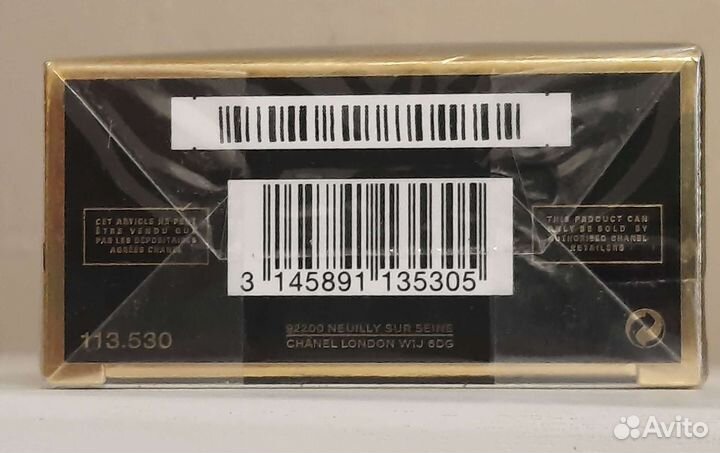 CET ARTICLE NE PEUT
ÊTRE VENDU QUE
PAR LES DÉPOSITAIRES
AGRÉÉS CHANEL
THIS PRODUCT CAN
ONLY BE SOLD BY
AUTHORISED CHANEL
RETAILERS
3 145891 135305
113.530
92200 NEUILLY SUR SEINE
CHANEL LONDON W1J 6DG
Avito